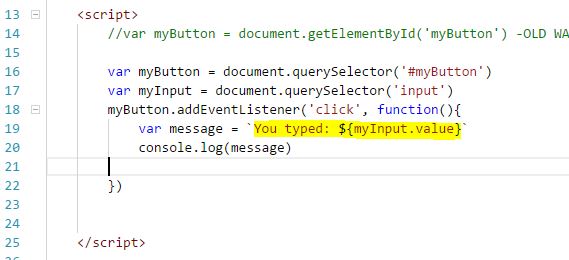 13 <script>
14 //var myButton = document.getElementById('myButton') -OLD WA
15
16 var myButton = document.querySelector('#myButton')
17 var myInput = document.querySelector('input')
18 myButton.addEventListener('click', function(){
19 var message = `You typed: ${myInput.value}`
20 console.log(message)
21
22 })
23
24
25 </script>